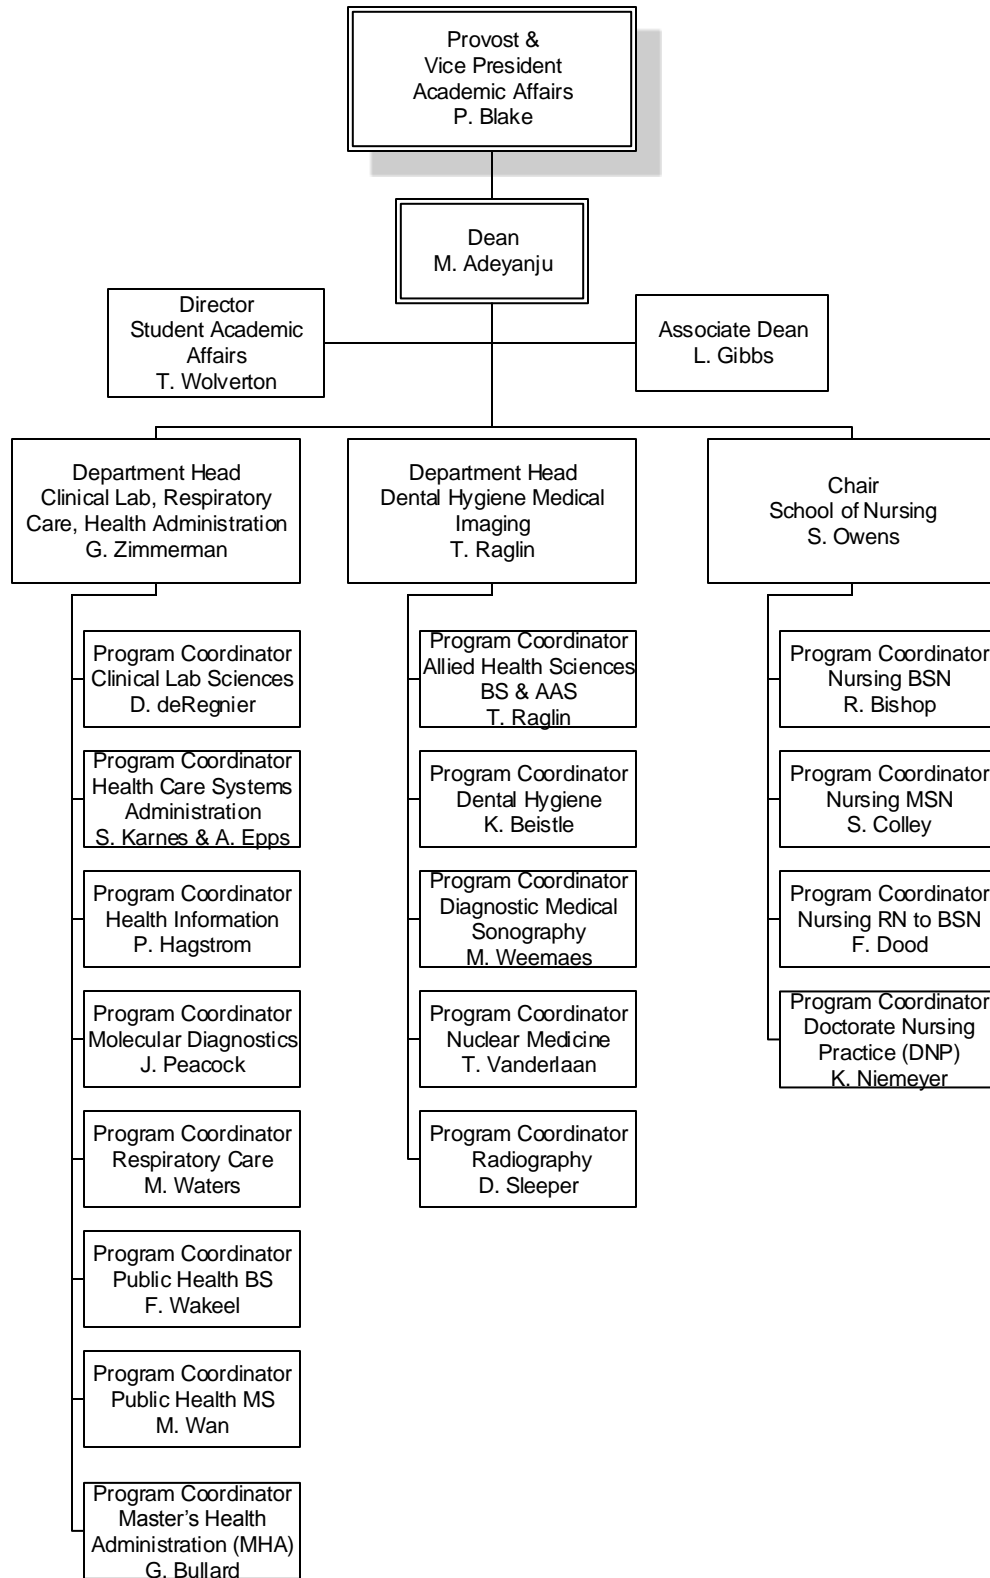 Provost &
Vice President
Academic Affairs
P. Blake
Dean
M. Adeyanju
Director
Student Academic
Affairs
T. Wolverton
Associate Dean
L. Gibbs
Department Head
Clinical Lab, Respiratory
Care, Health Administration
G. Zimmerman
Department Head
Dental Hygiene Medical
Imaging
T. Raglin
Chair
School of Nursing
S. Owens
Program Coordinator
Clinical Lab Sciences
D. deRegnier
Program Coordinator
Health Care Systems
Administration
S. Karnes & A. Epps
Program Coordinator
Health Information
P. Hagstrom
Program Coordinator
Molecular Diagnostics
J. Peacock
Program Coordinator
Respiratory Care
M. Waters
Program Coordinator
Public Health BS
F. Wakeel
Program Coordinator
Public Health MS
M. Wan
Program Coordinator
Master’s Health
Administration (MHA)
G. Bullard
Program Coordinator
Allied Health Sciences
BS & AAS
T. Raglin
Program Coordinator
Dental Hygiene
K. Beistle
Program Coordinator
Diagnostic Medical
Sonography
M. Weemaes
Program Coordinator
Nuclear Medicine
T. Vanderlaan
Program Coordinator
Radiography
D. Sleeper
Program Coordinator
Nursing BSN
R. Bishop
Program Coordinator
Nursing MSN
S. Colley
Program Coordinator
Nursing RN to BSN
F. Dood
Program Coordinator
Doctorate Nursing
Practice (DNP)
K. Niemeyer